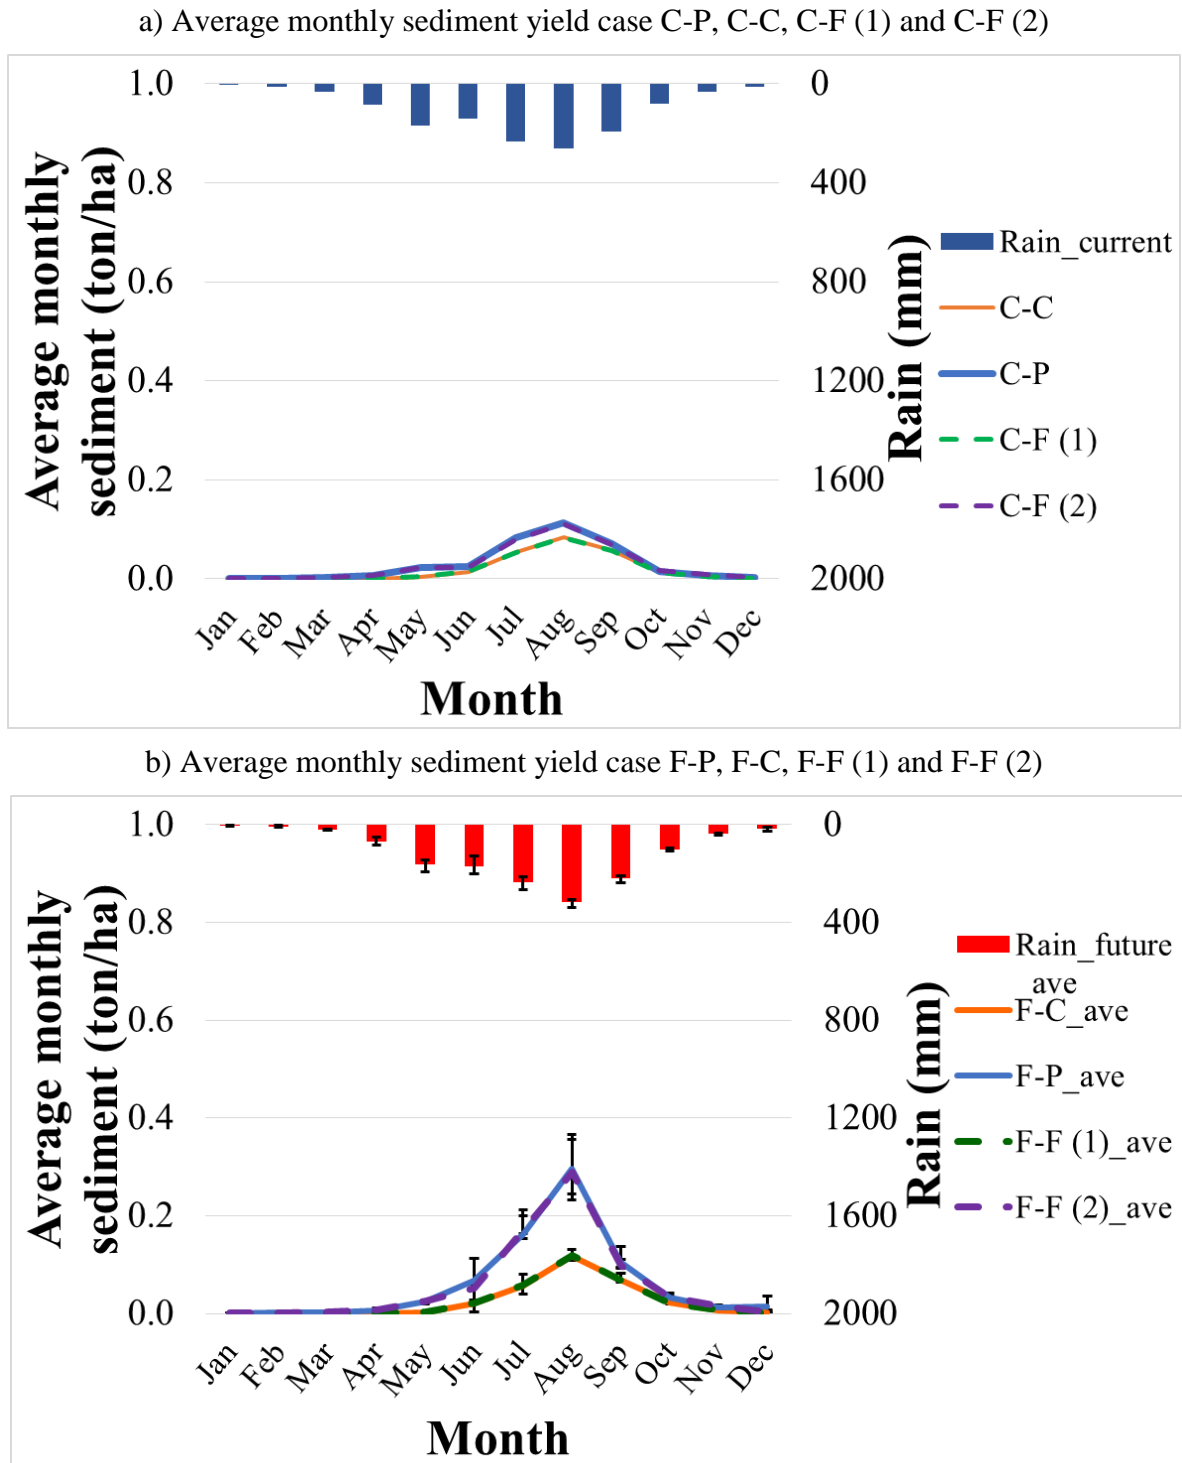 a) Average monthly sediment yield case C-P, C-C, C-F (1) and C-F (2)
1.0
0.8
0.6
0.4
0.2
0.0
Average monthly
sediment (ton/ha)
0
400
800
1200
1600
2000
Rain (mm)
Jan
Feb
Mar
Apr
May
Jun
Jul
Aug
Sep
Oct
Nov
Dec
Month
Rain_current
C-C
C-P
C-F (1)
C-F (2)
b) Average monthly sediment yield case F-P, F-C, F-F (1) and F-F (2)
1.0
0.8
0.6
0.4
0.2
0.0
Average monthly
sediment (ton/ha)
0
400
800
1200
1600
2000
Rain (mm)
Jan
Feb
Mar
Apr
May
Jun
Jul
Aug
Sep
Oct
Nov
Dec
Month
Rain_future
ave
F-C_ave
F-P_ave
F-F (1)_ave
F-F (2)_ave